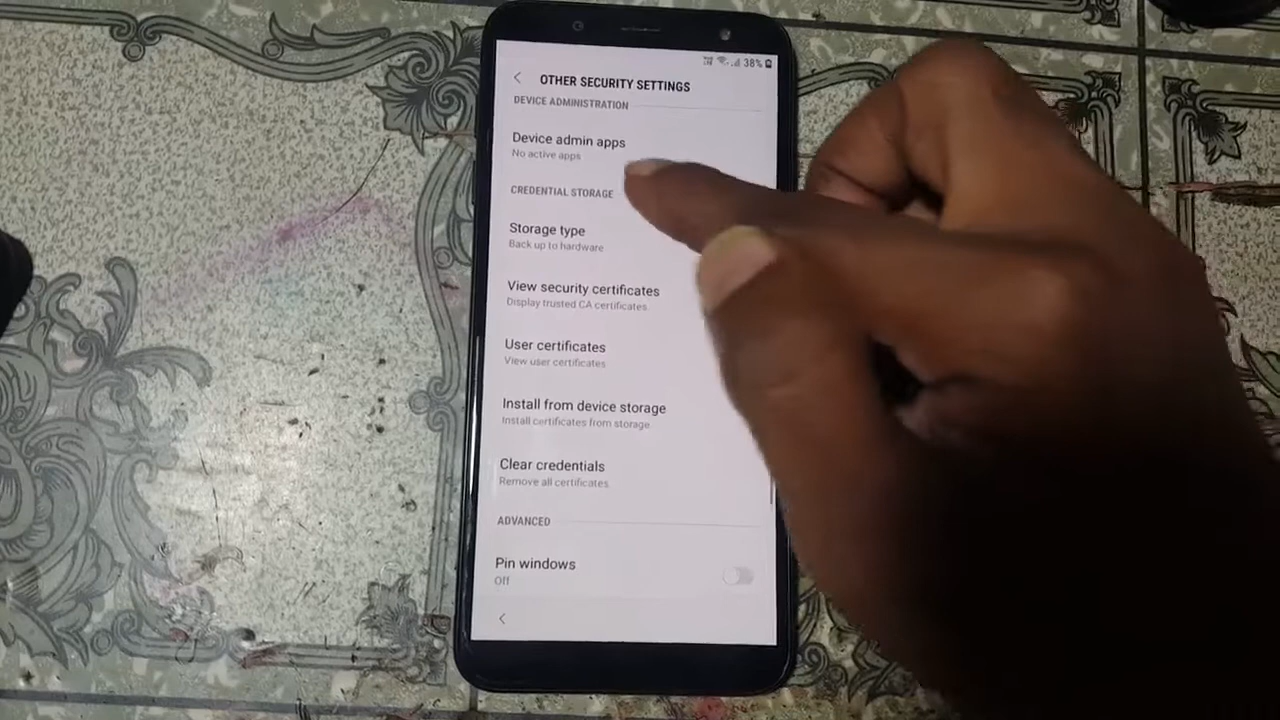 38%
OTHER SECURITY SETTINGS
DEVICE ADMINISTRATION
Device admin apps
No active apps
CREDENTIAL STORAGE
Storage type
Back up to hardware
View security certificates
Display trusted CA certificates.
User certificates
View user certificates
Install from device storage
Install certificates from storage.
Clear credentials
Remove all certificates.
ADVANCED
Pin windows
Off